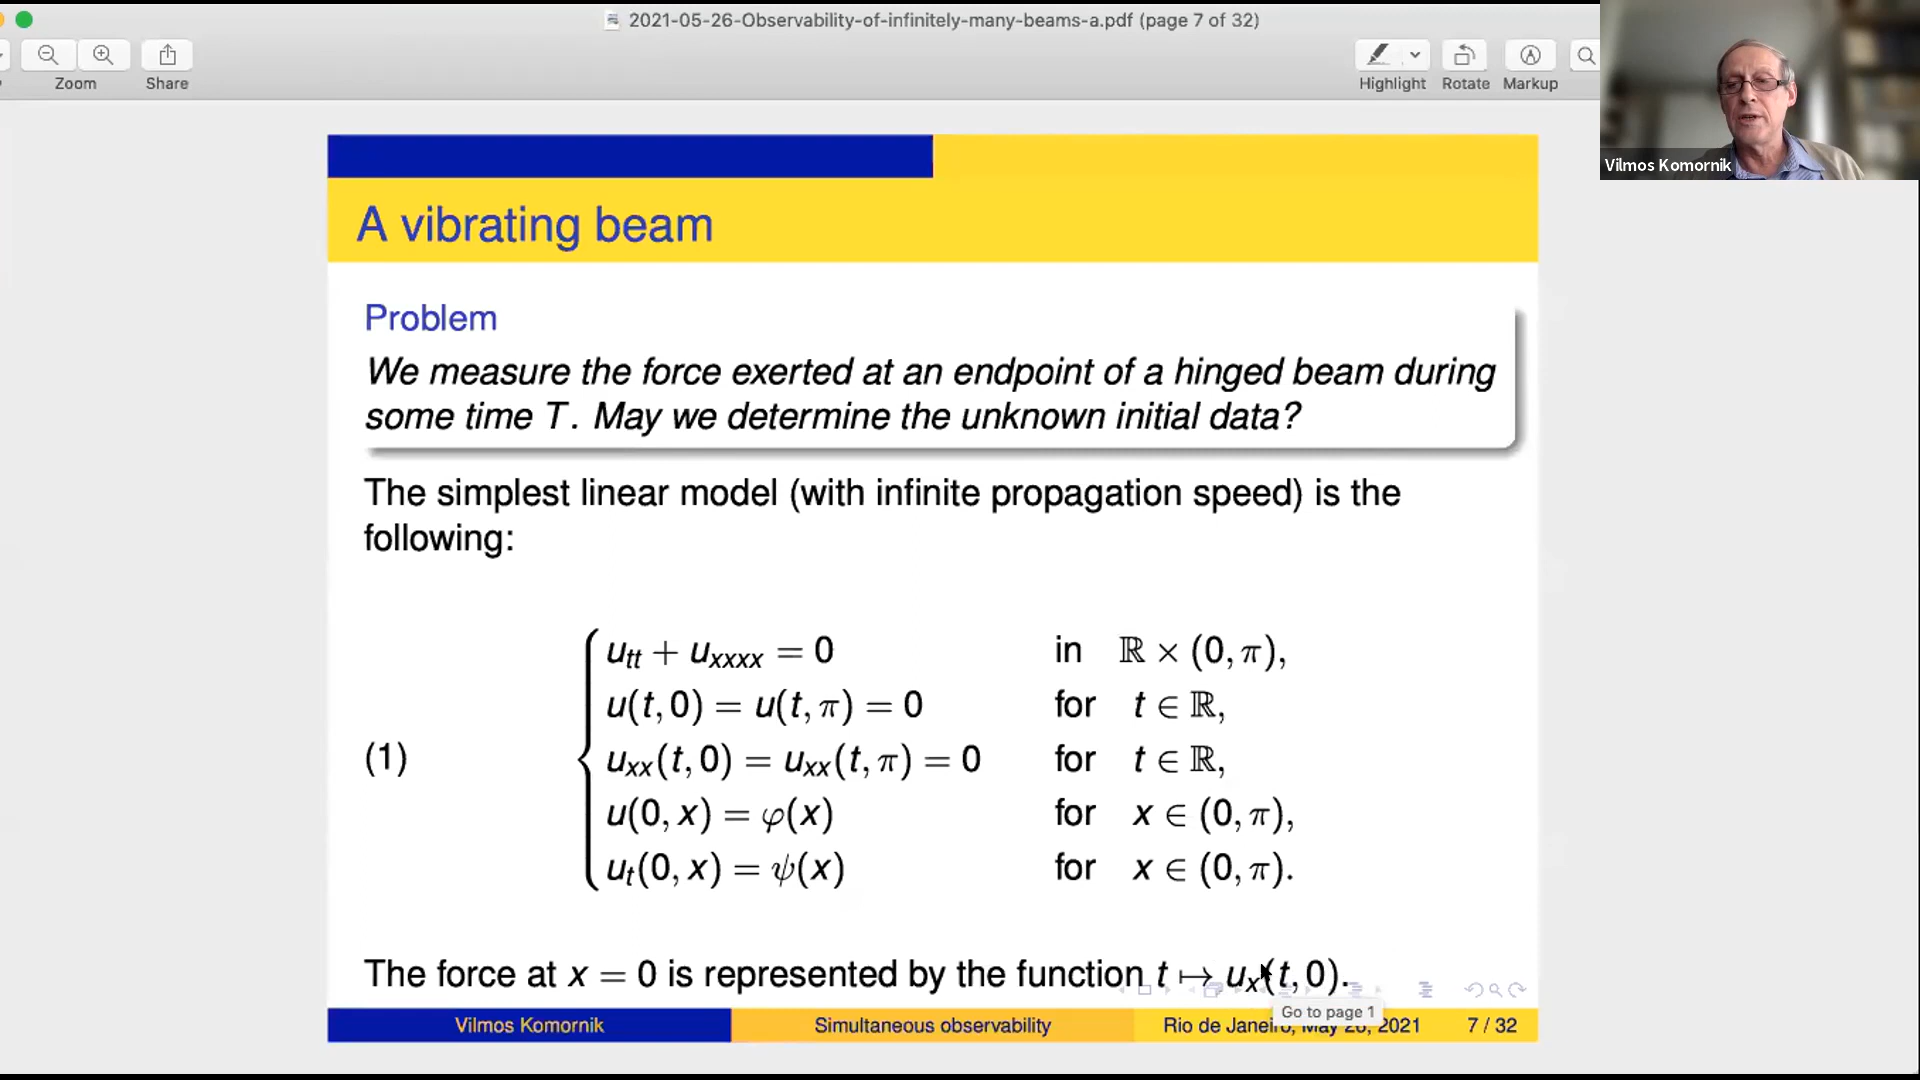 2021-05-26-Observability-of-infinitely-many-beams-a.pdf (page 7 of 32)
Zoom
Share
Highlight
Rotate
Markup
Vilmos Komornik
A vibrating beam
Problem
We measure the force exerted at an endpoint of a hinged beam during
some time T. May we determine the unknown initial data?
The simplest linear model (with infinite propagation speed) is the
following:
(1)
u_tt + u_xxxx = 0 in ℝ × (0, π),
u(t, 0) = u(t, π) = 0 for t ∈ ℝ,
u_xx(t, 0) = u_xx(t, π) = 0 for t ∈ ℝ,
u(0, x) = φ(x) for x ∈ (0, π),
u_t(0, x) = ψ(x) for x ∈ (0, π).
The force at x = 0 is represented by the function t ↦ u_x(t, 0).
Go to page 1
Vilmos Komornik
Simultaneous observability
Rio de Janeiro, May 26, 2021
7 / 32